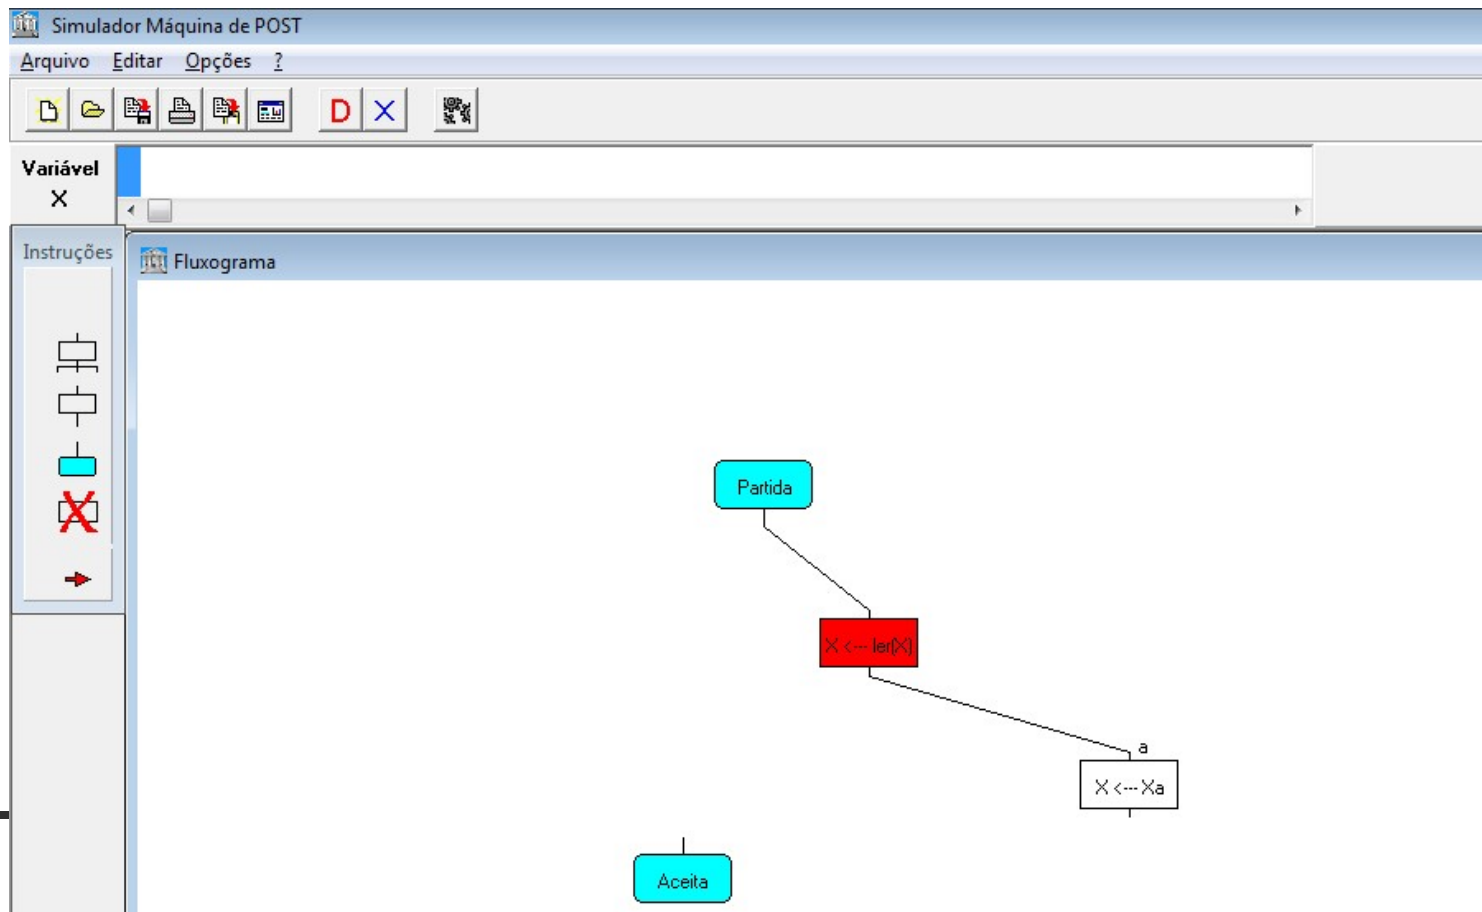 Simulador Máquina de POST
Arquivo Editar Opções ?
D X
Variável
X
Instruções
Fluxograma
Partida
X <--- ler(X)
a
X <--- Xa
Aceita